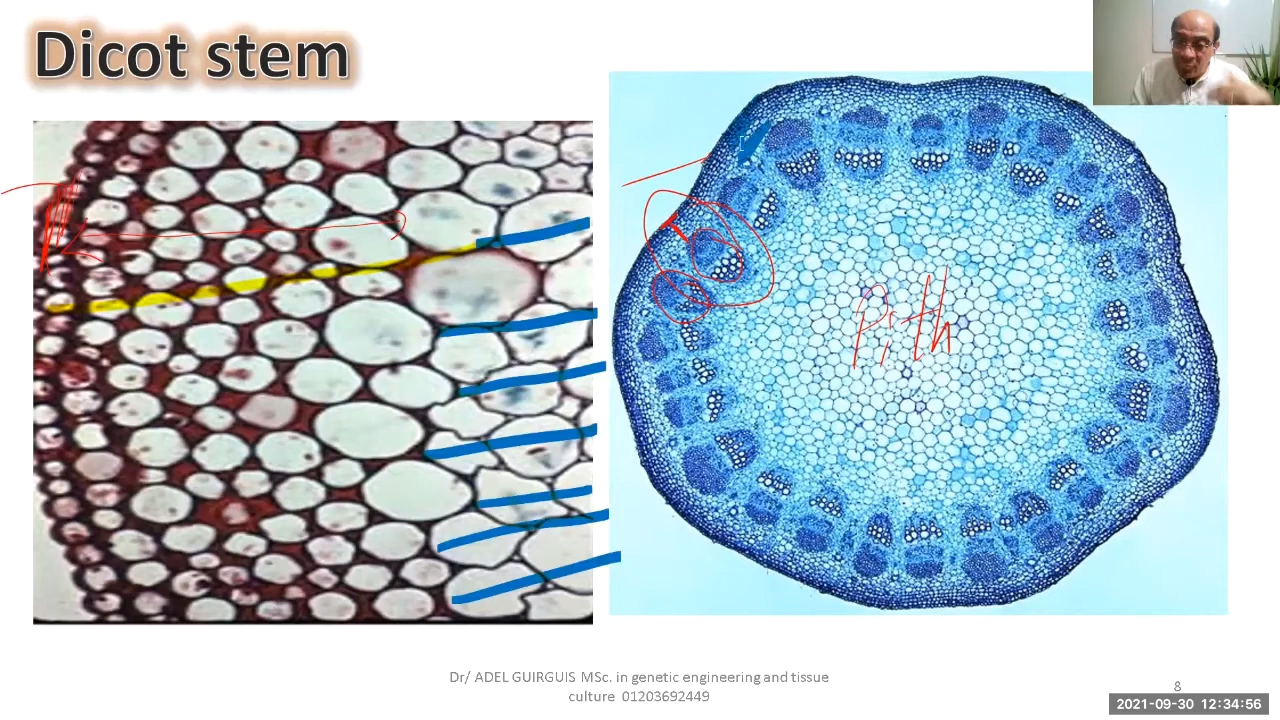 Dicot stem
Pith
Dr/ ADEL GUIRGUIS MSc. in genetic engineering and tissue
culture 01203692449
8
2021-09-30 12:34:56